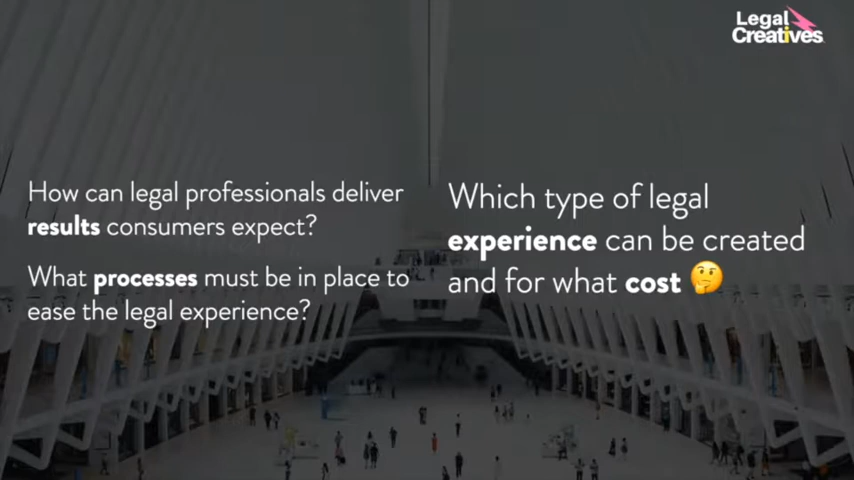 Legal
Creatives
How can legal professionals deliver
results consumers expect?
What processes must be in place to
ease the legal experience?
Which type of legal
experience can be created
and for what cost 🤔